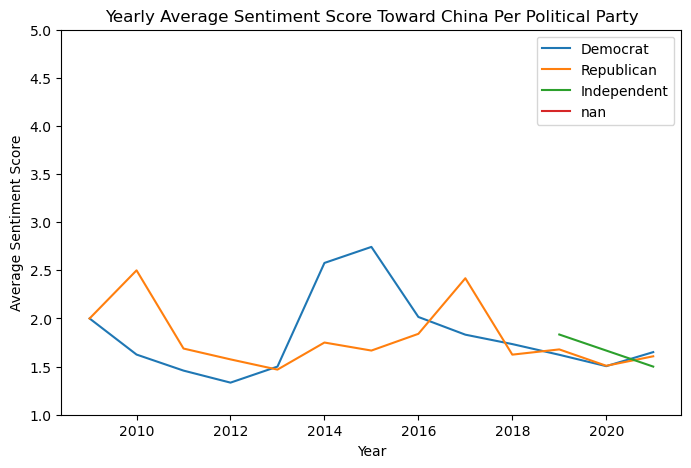 Yearly Average Sentiment Score Toward China Per Political Party
Average Sentiment Score
5.0
4.5
4.0
3.5
3.0
2.5
2.0
1.5
1.0
Democrat
Republican
Independent
nan
2010
2012
2014
2016
2018
2020
Year